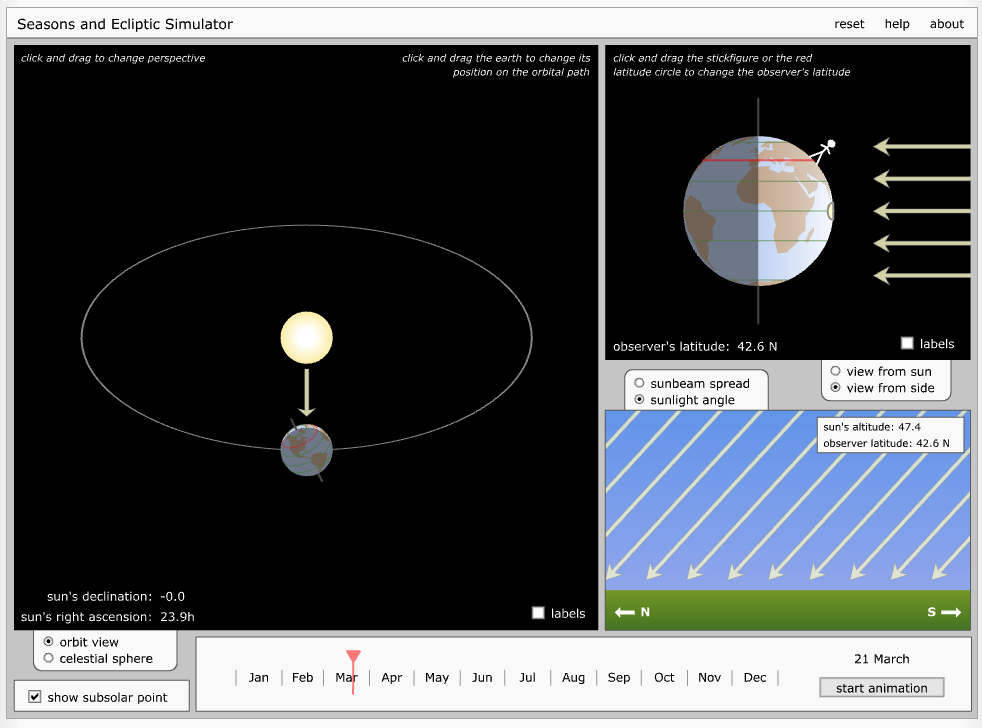 Seasons and Ecliptic Simulator
reset help about
click and drag to change perspective
click and drag the earth to change its
position on the orbital path
sun's declination: -0.0
sun's right ascension: 23.9h
labels
click and drag the stickfigure or the red
latitude circle to change the observer's latitude
observer's latitude: 42.6 N
labels
view from sun
view from side
sunbeam spread
sunlight angle
sun's altitude: 47.4
observer latitude: 42.6 N
N
S
orbit view
celestial sphere
show subsolar point
Jan Feb Mar Apr May Jun Jul Aug Sep Oct Nov Dec
21 March
start animation